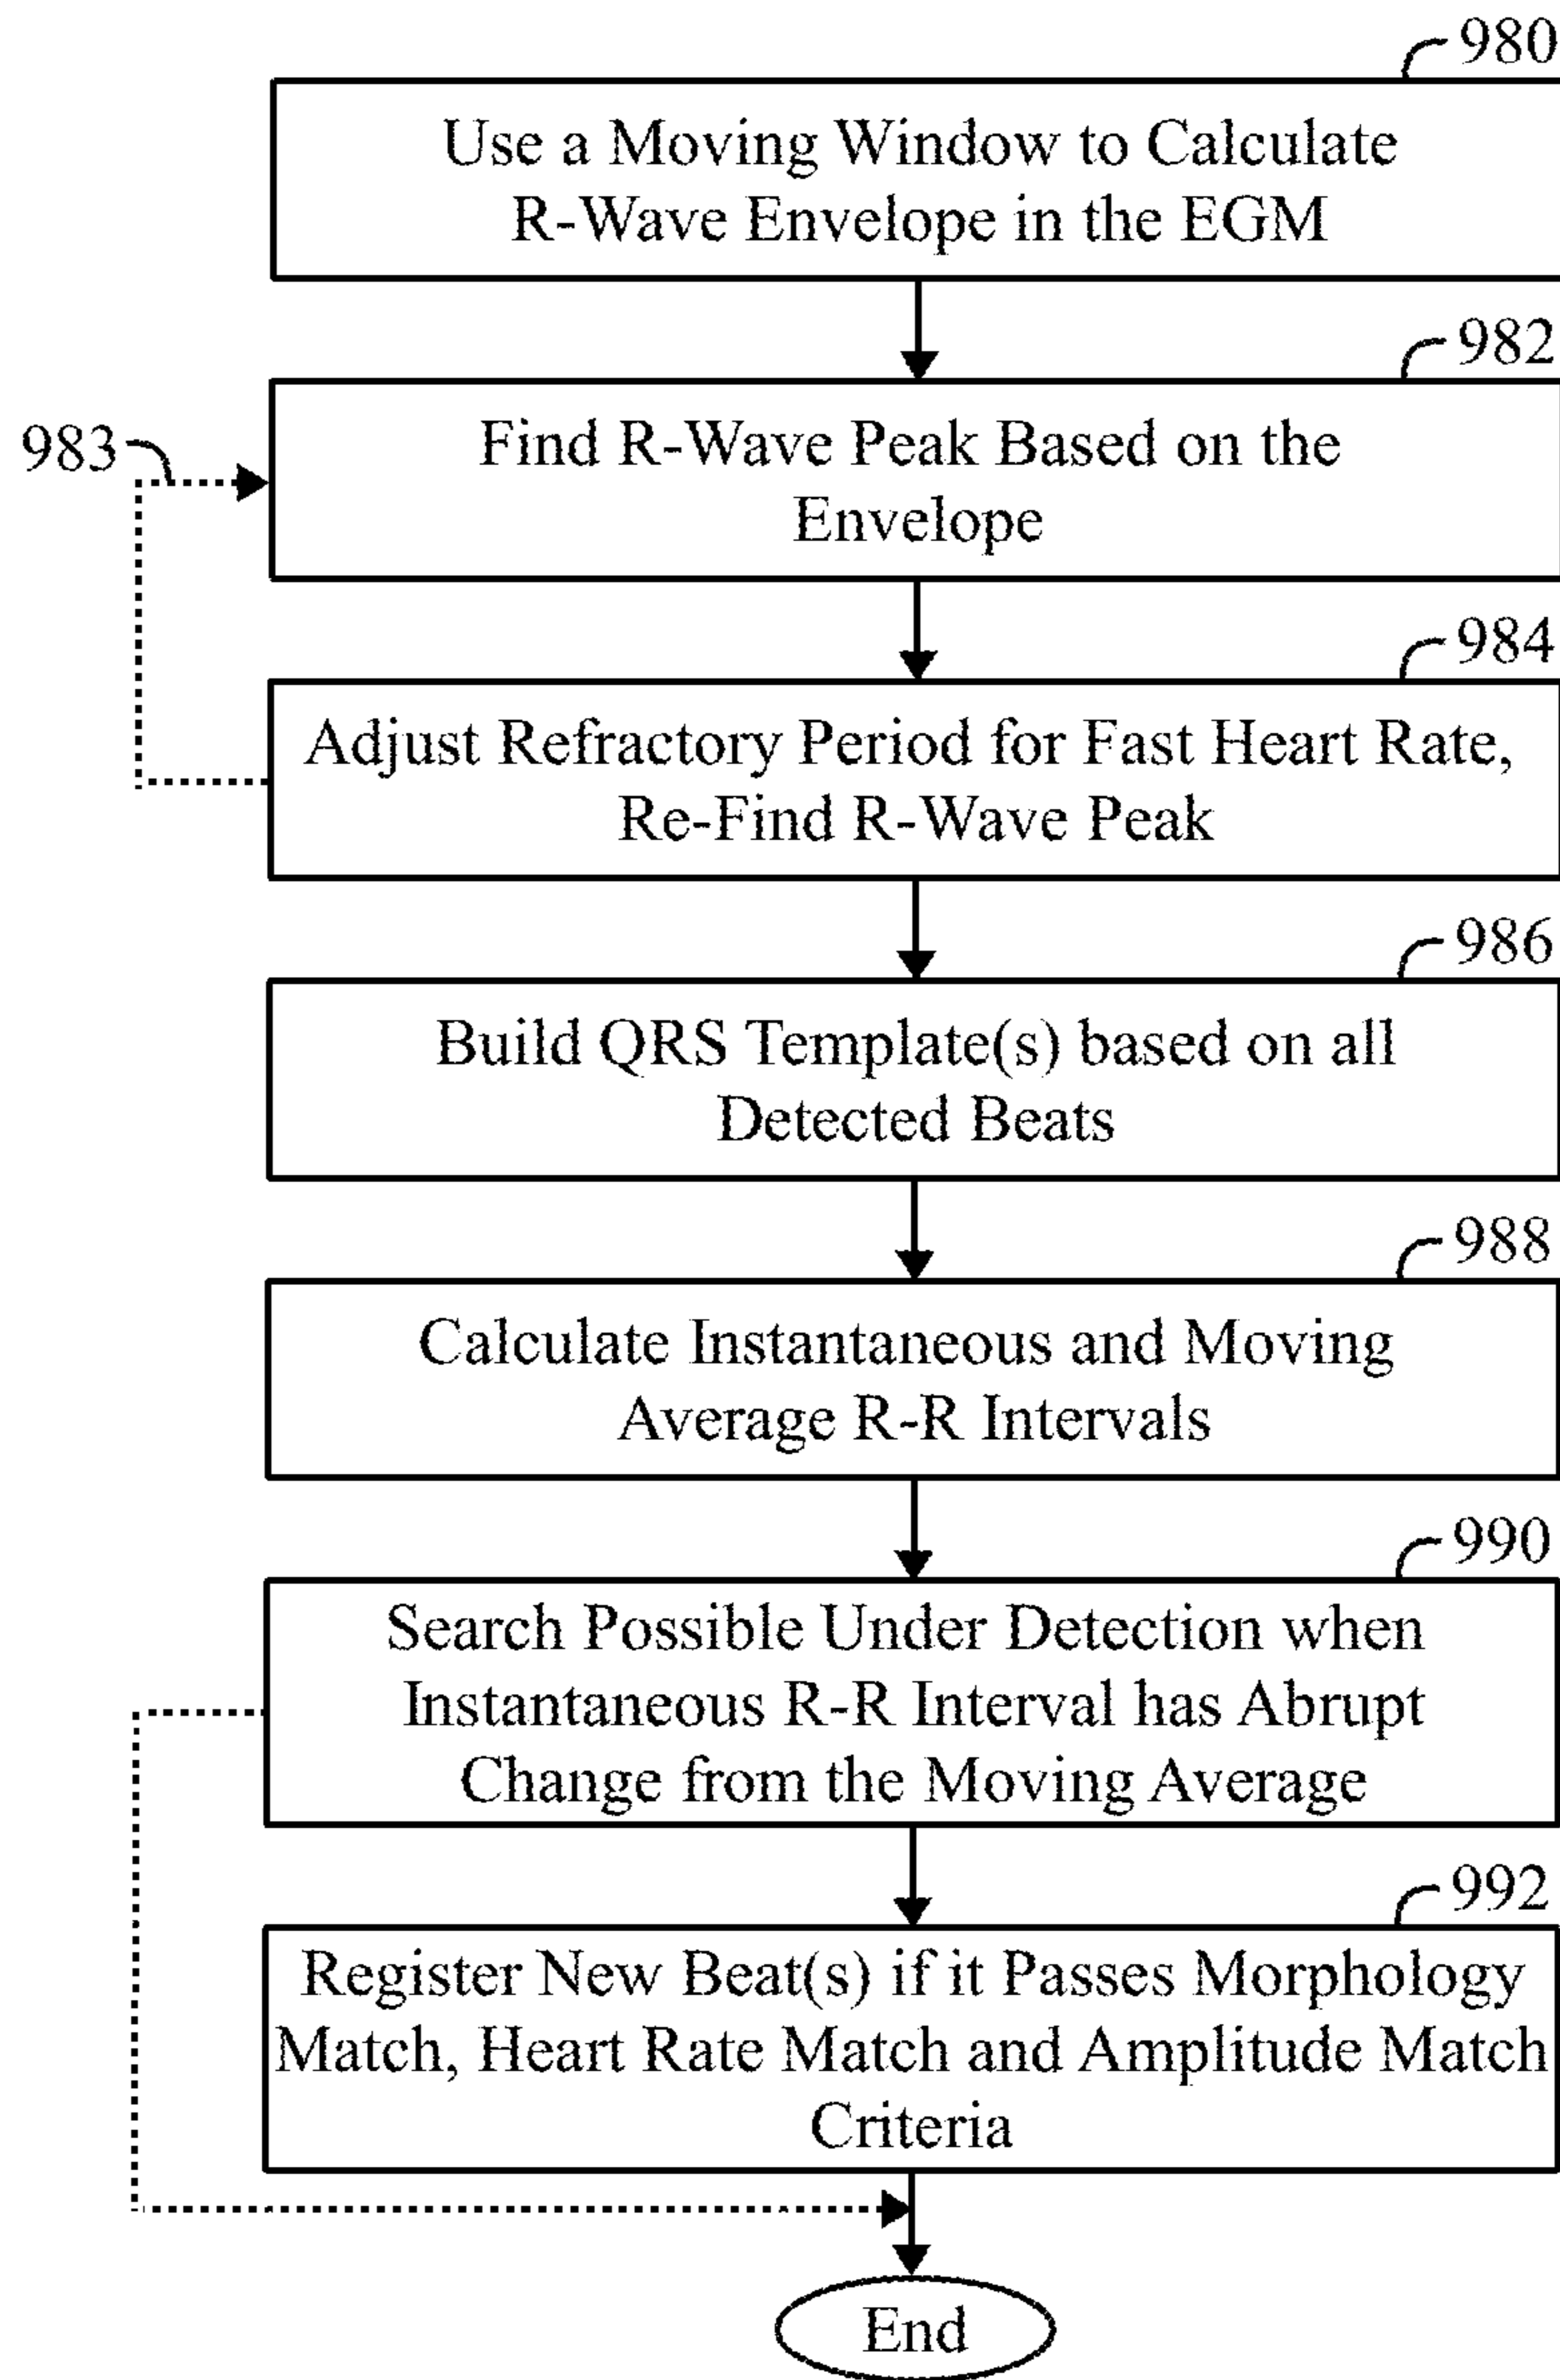 980
Use a Moving Window to Calculate
R-Wave Envelope in the EGM
982
983
Find R-Wave Peak Based on the
Envelope
984
Adjust Refractory Period for Fast Heart Rate,
Re-Find R-Wave Peak
986
Build QRS Template(s) based on all
Detected Beats
988
Calculate Instantaneous and Moving
Average R-R Intervals
990
Search Possible Under Detection when
Instantaneous R-R Interval has Abrupt
Change from the Moving Average
992
Register New Beat(s) if it Passes Morphology
Match, Heart Rate Match and Amplitude Match
Criteria
End